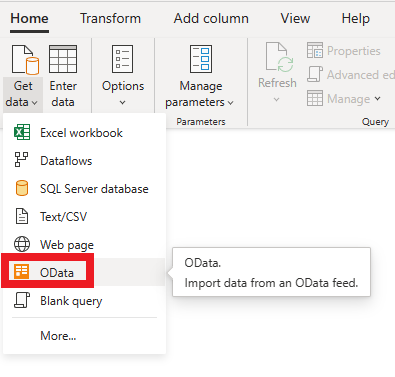 Home
Transform
Add column
View
Get
data
Enter
data
Options
Manage
parameters
Refresh
Properties
Advanced ed
Manage
Parameters
Query
Excel workbook
Dataflows
SQL Server database
Text/CSV
Web page
OData
Blank query
More...
OData.
Import data from an OData feed.